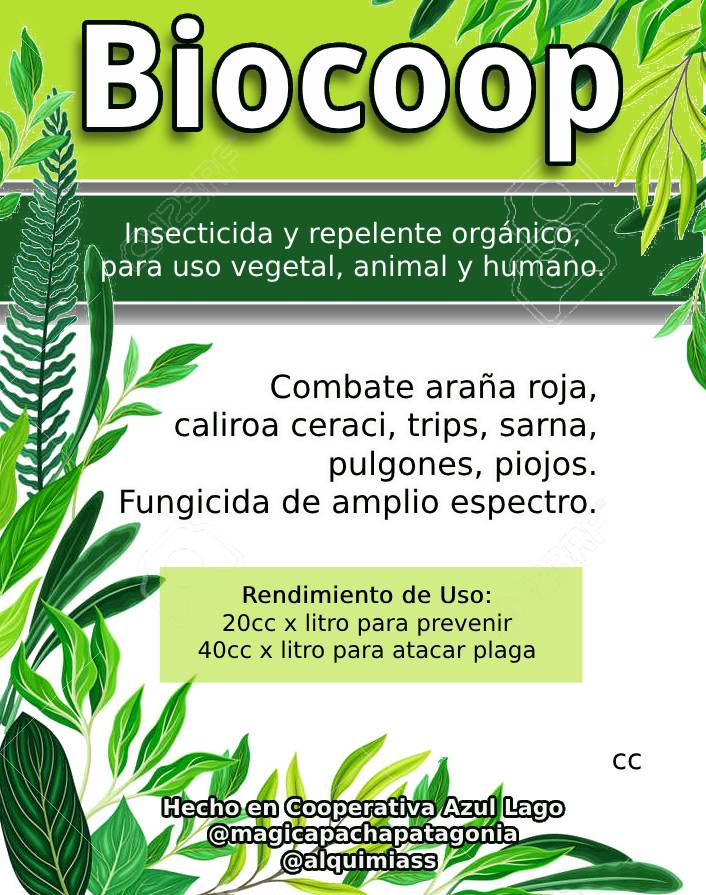 Biocoop
Insecticida y repelente orgánico,
para uso vegetal, animal y humano.
Combate araña roja,
caliroa ceraci, trips, sarna,
pulgones, piojos.
Fungicida de amplio espectro.
Rendimiento de Uso:
20cc x litro para prevenir
40cc x litro para atacar plaga
cc
Hecho en Cooperativa Azul Lago
@magicapachapatagonia
@alquimiass